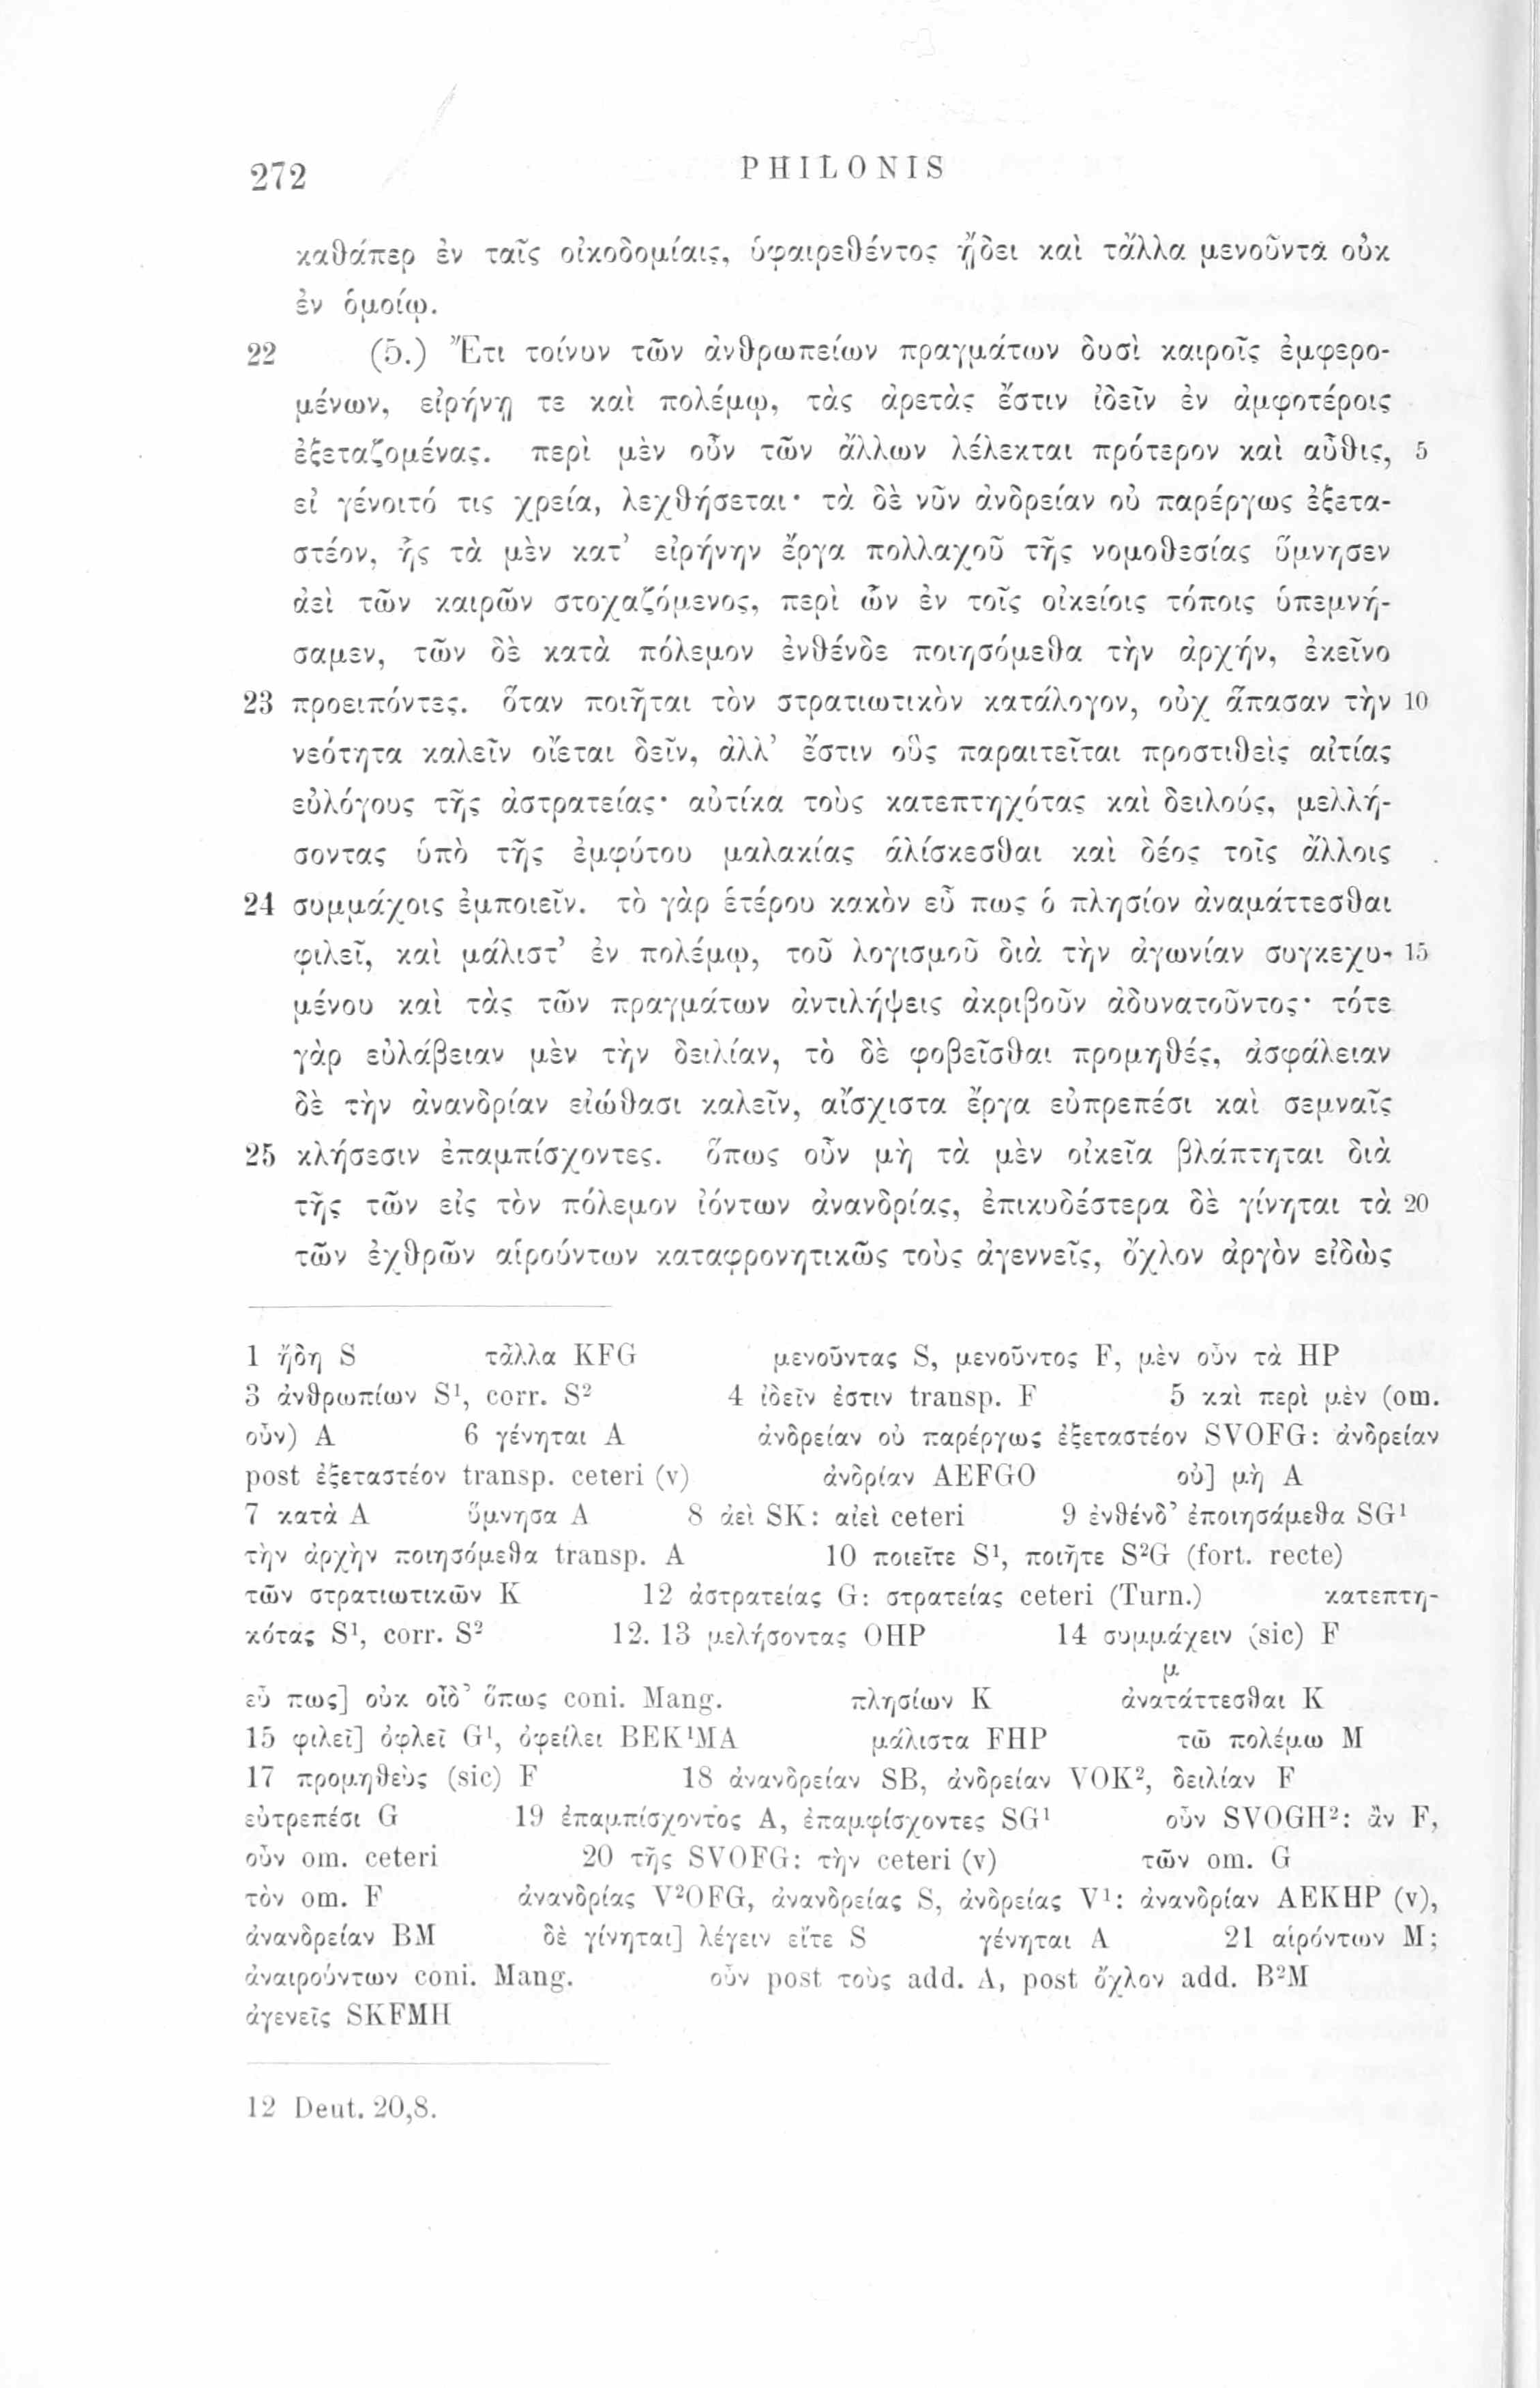 272
PHILONIS
καθάπερ ἐν ταῖς οἰκοδομίαις, ὑφαιρεθέντος ᾔδει καὶ τἄλλα μενοῦντα οὐκ
ἐν ὁμοίῳ.
22 (5.) Ἔτι τοίνυν τῶν ἀνθρωπείων πραγμάτων δυσὶ καιροῖς ἐμφερο-
μένων, εἰρήνῃ τε καὶ πολέμῳ, τὰς ἀρετὰς ἔστιν ἰδεῖν ἐν ἀμφοτέροις
ἐξεταζομένας. περὶ μὲν οὖν τῶν ἄλλων λέλεκται πρότερον καὶ αὖθις, 5
εἰ γένοιτό τις χρεία, λεχθήσεται· τὰ δὲ νῦν ἀνδρείαν οὐ παρέργως ἐξετα-
στέον, ἧς τὰ μὲν κατ’ εἰρήνην ἔργα πολλαχοῦ τῆς νομοθεσίας ὕμνησεν
ἀεὶ τῶν καιρῶν στοχαζόμενος, περὶ ὧν ἐν τοῖς οἰκείοις τόποις ὑπεμνή-
σαμεν, τῶν δὲ κατὰ πόλεμον ἐνθένδε ποιησόμεθα τὴν ἀρχήν, ἐκεῖνο
23 προειπόντες. ὅταν ποιῆται τὸν στρατιωτικὸν κατάλογον, οὐχ ἅπασαν τὴν 10
νεότητα καλεῖν οἴεται δεῖν, ἀλλ’ ἔστιν οὓς παραιτεῖται προστιθεὶς αἰτίας
εὐλόγους τῆς ἀστρατείας· αὐτίκα τοὺς κατεπτηχότας καὶ δειλούς, μελλή-
σοντας ὑπὸ τῆς ἐμφύτου μαλακίας ἁλίσκεσθαι καὶ δέος τοῖς ἄλλοις
24 συμμάχοις ἐμποιεῖν. τὸ γὰρ ἑτέρου κακὸν εὖ πως ὁ πλησίον ἀναμάττεσθαι
φιλεῖ, καὶ μάλιστ’ ἐν πολέμῳ, τοῦ λογισμοῦ διὰ τὴν ἀγωνίαν συγκεχυ- 15
μένου καὶ τὰς τῶν πραγμάτων ἀντιλήψεις ἀκριβοῦν ἀδυνατοῦντος· τότε
γὰρ εὐλάβειαν μὲν τὴν δειλίαν, τὸ δὲ φοβεῖσθαι προμηθές, ἀσφάλειαν
δὲ τὴν ἀνανδρίαν εἰώθασι καλεῖν, αἴσχιστα ἔργα εὐπρεπέσι καὶ σεμναῖς
25 κλήσεσιν ἐπαμπίσχοντες. ὅπως οὖν μὴ τὰ μὲν οἰκεῖα βλάπτηται διὰ
τῆς τῶν εἰς τὸν πόλεμον ἰόντων ἀνανδρίας, ἐπικυδέστερα δὲ γίνηται τὰ 20
τῶν ἐχθρῶν αἱρούντων καταφρονητικῶς τοὺς ἀγεννεῖς, ὄχλον ἀργὸν εἰδὼς
1 ἤδη S τἆλλα KFG μενοῦντας S, μενοῦντος F, μὲν οὖν τὰ HP
3 ἀνθρωπίων S¹, corr. S² 4 ἰδεῖν ἐστιν transp. F 5 καὶ περὶ μὲν (om.
οὖν) A 6 γένηται A ἀνδρείαν οὐ παρέργως ἐξεταστέον SVOFG: ἀνδρείαν
post ἐξεταστέον transp. ceteri (v) ἀνδρίαν AEFGO οὐ] μὴ A
7 κατὰ A ὕμνησα A 8 ἀεὶ SK: αἰεὶ ceteri 9 ἐνθένδ’ ἐποιησάμεθα SG¹
τὴν ἀρχὴν ποιησόμεθα transp. A 10 ποιεῖτε S¹, ποιῆτε S²G (fort. recte)
τῶν στρατιωτικῶν K 12 ἀστρατείας G: στρατείας ceteri (Turn.) κατεπτη-
κότας S¹, corr. S² 12. 13 μελήσοντας OHP 14 συμμάχειν (sic) F
μ
εὖ πως] οὐκ οἶδ’ ὅπως coni. Mang. πλησίων K ἀνατάττεσθαι K
15 φιλεῖ] ὀφλεῖ G¹, ὀφείλει BEK¹MA μάλιστα FHP τῶ πολέμω M
17 προμηθεὺς (sic) F 18 ἀνανδρείαν SB, ἀνδρείαν VOK², δειλίαν F
εὐτρεπέσι G 19 ἐπαμπίσχοντος A, ἐπαμφίσχοντες SG¹ οὖν SVOGH²: ἂν F,
οὖν om. ceteri 20 τῆς SVOFG: τὴν ceteri (v) τῶν om. G
τὸν om. F ἀνανδρίας V²OFG, ἀνανδρείας S, ἀνδρείας V¹: ἀνανδρίαν AEKHP (v),
ἀνανδρείαν BM δὲ γίνηται] λέγειν εἴτε S γένηται A 21 αἱρόντων M;
ἀναιρούντων coni. Mang. οὖν post τοὺς add. A, post ὄχλον add. B²M
ἀγενεῖς SKFMH
12 Deut. 20,8.